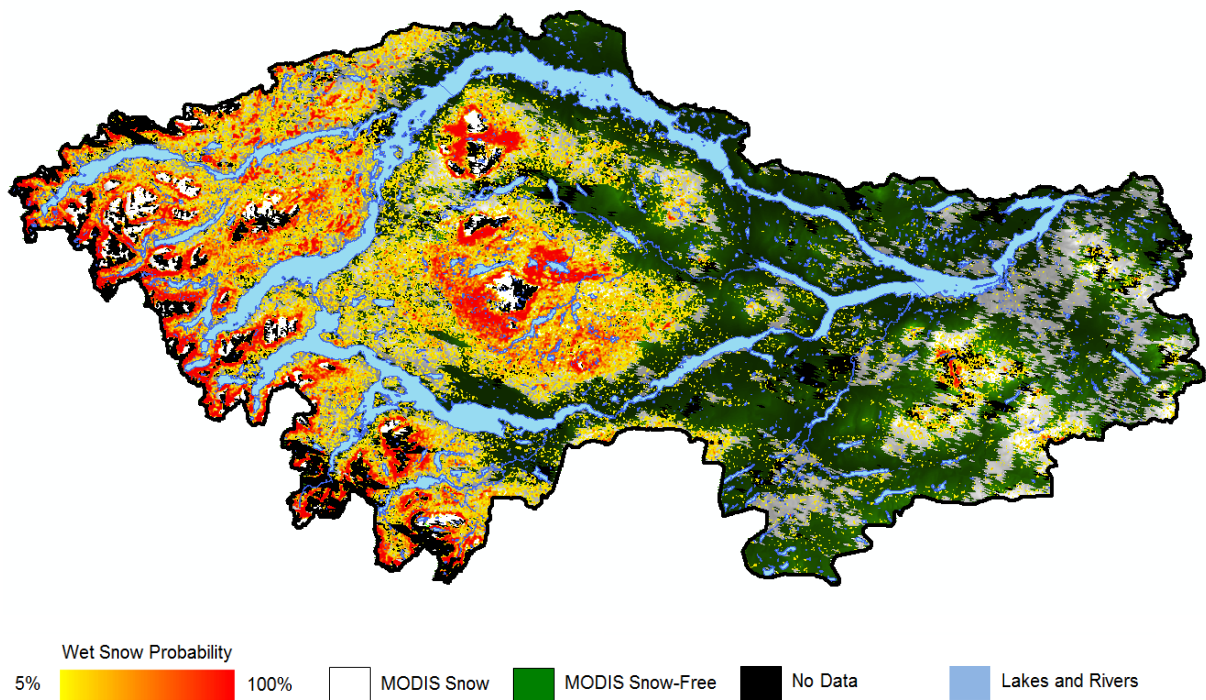 Wet Snow Probability
5% 100% MODIS Snow MODIS Snow-Free No Data Lakes and Rivers